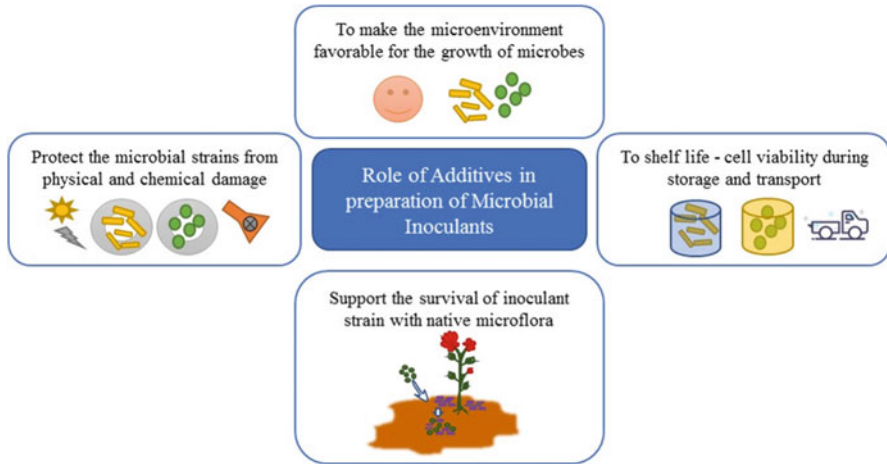 To make the microenvironment
favorable for the growth of microbes
Protect the microbial strains from
physical and chemical damage
Role of Additives in
preparation of Microbial
Inoculants
To shelf life - cell viability during
storage and transport
Support the survival of inoculant
strain with native microflora